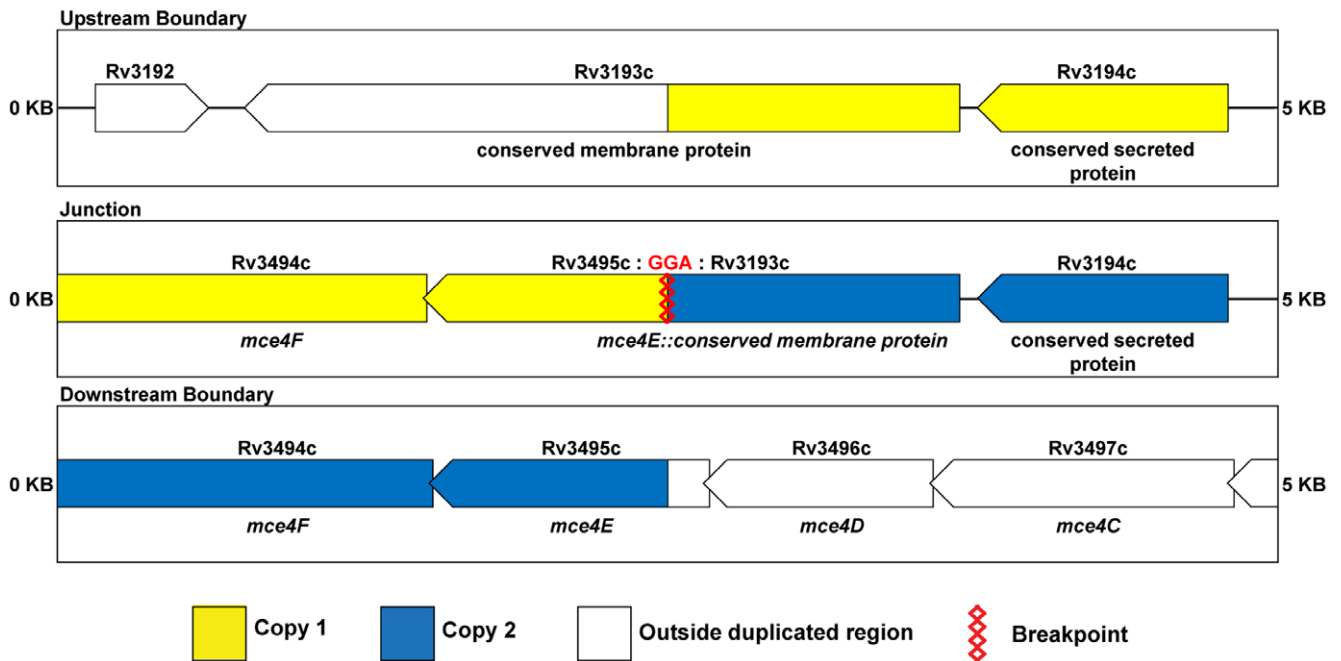 Upstream Boundary
Rv3192 Rv3193c Rv3194c
0 KB 5 KB
conserved membrane protein conserved secreted
protein
Junction
Rv3494c Rv3495c : GGA : Rv3193c Rv3194c
0 KB 5 KB
mce4F mce4E::conserved membrane protein conserved secreted
protein
Downstream Boundary
Rv3494c Rv3495c Rv3496c Rv3497c
0 KB 5 KB
mce4F mce4E mce4D mce4C
Copy 1 Copy 2 Outside duplicated region Breakpoint